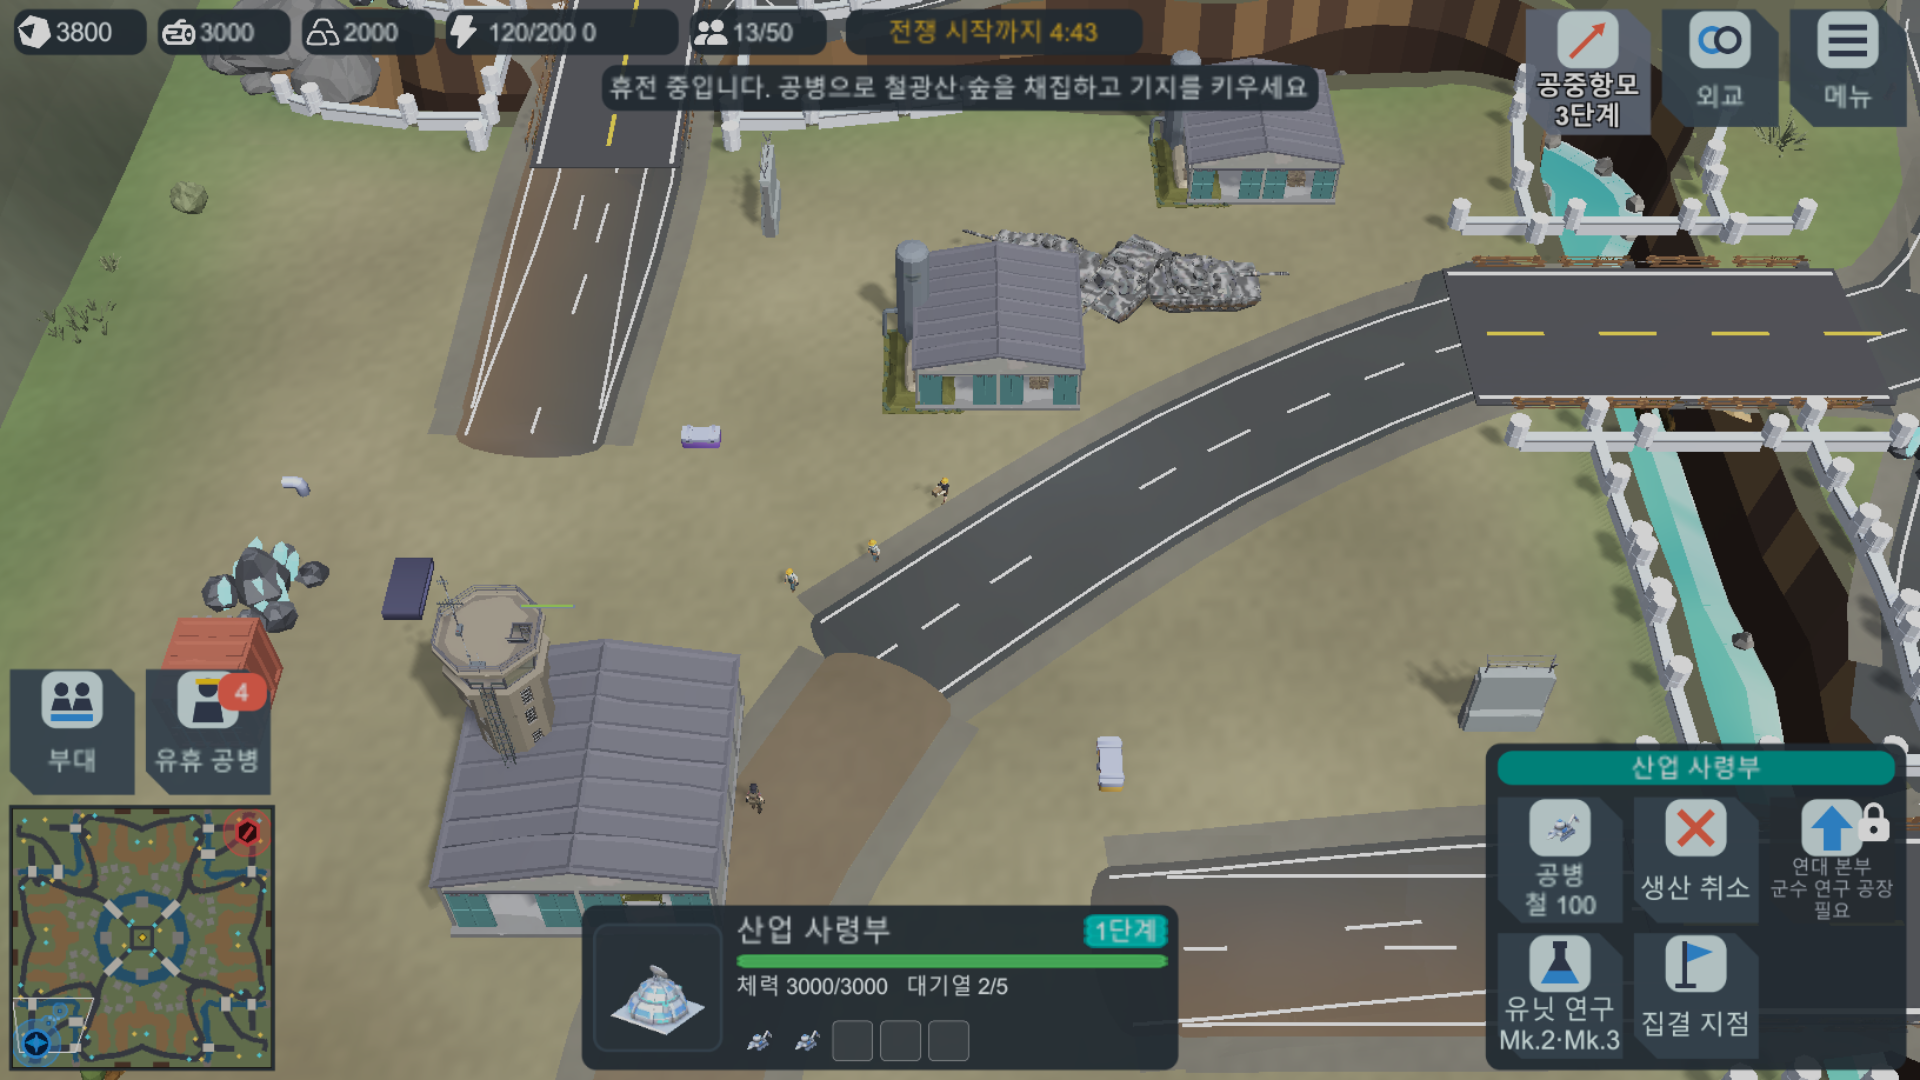 3800
3000
2000
120/200 0
13/50
전쟁 시작까지 4:43
휴전 중입니다. 공병으로 철광산·숲을 채집하고 기지를 키우세요
공중항모
3단계
외교
메뉴
부대
4
유휴 공병
산업 사령부
1단계
체력 3000/3000 대기열 2/5
산업 사령부
공병
철 100
생산 취소
연대 본부
군수 연구 공장
필요
유닛 연구
Mk.2·Mk.3
집결 지점